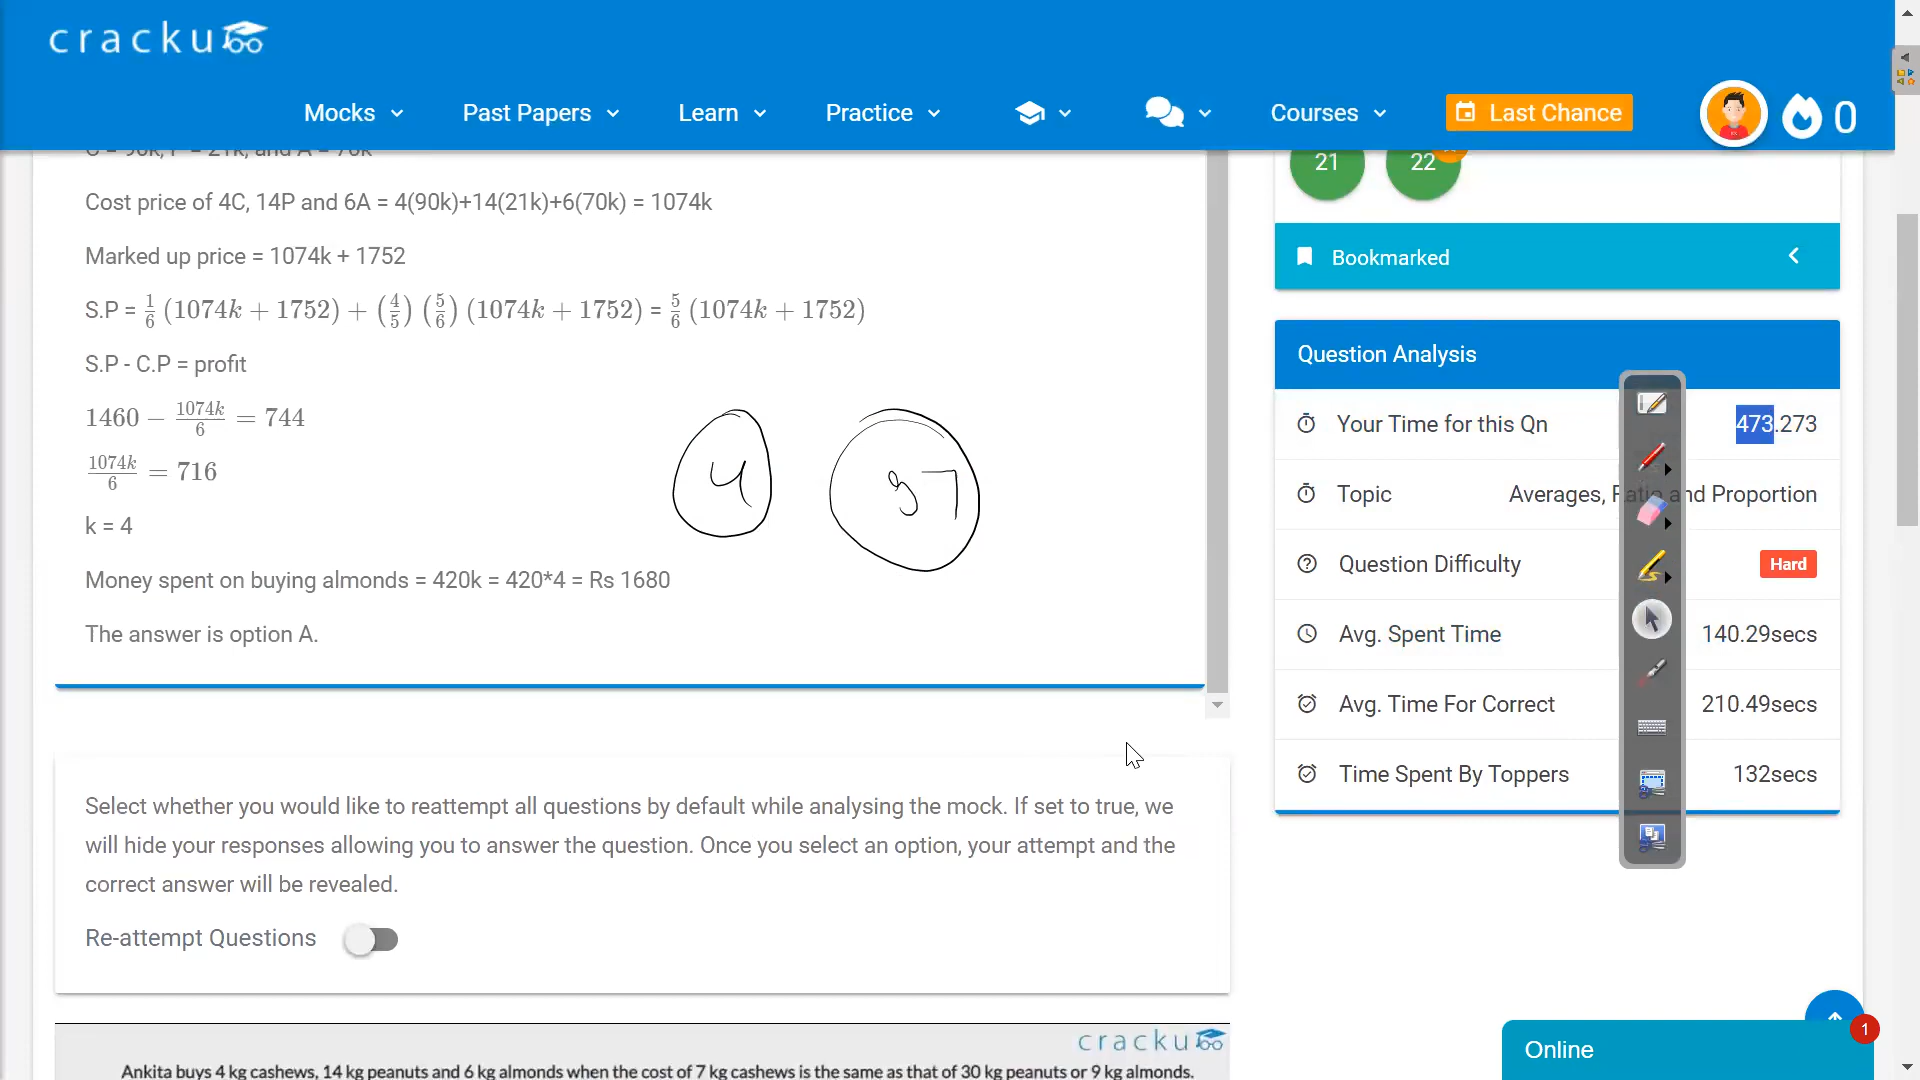 cracku
Mocks
Past Papers
Learn
Practice
Courses
Last Chance
0
Cost price of 4C, 14P and 6A = 4(90k)+14(21k)+6(70k) = 1074k
Marked up price = 1074k + 1752
S.P = 1/6 (1074k + 1752) + (4/5) (5/6) (1074k + 1752) = 5/6 (1074k + 1752)
S.P - C.P = profit
1460 − 1074k/6 = 744
1074k/6 = 716
k = 4
Money spent on buying almonds = 420k = 420*4 = Rs 1680
The answer is option A.
4
Select whether you would like to reattempt all questions by default while analysing the mock. If set to true, we
will hide your responses allowing you to answer the question. Once you select an option, your attempt and the
correct answer will be revealed.
Re-attempt Questions
cracku
Ankita buys 4 kg cashews, 14 kg peanuts and 6 kg almonds when the cost of 7 kg cashews is the same as that of 30 kg peanuts or 9 kg almonds.
21
22
Bookmarked
Question Analysis
Your Time for this Qn 473.273
Topic Averages, Ratio and Proportion
Question Difficulty Hard
Avg. Spent Time 140.29secs
Avg. Time For Correct 210.49secs
Time Spent By Toppers 132secs
Online
1